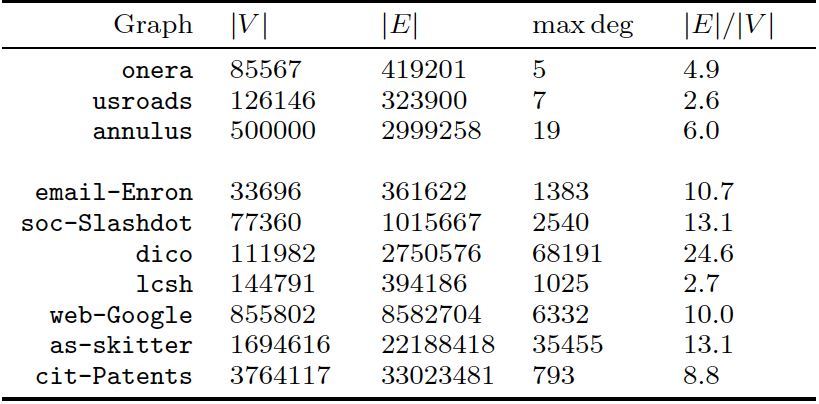 Graph |V| |E| max deg |E|/|V|
onera 85567 419201 5 4.9
usroads 126146 323900 7 2.6
annulus 500000 2999258 19 6.0
email-Enron 33696 361622 1383 10.7
soc-Slashdot 77360 1015667 2540 13.1
dico 111982 2750576 68191 24.6
lcsh 144791 394186 1025 2.7
web-Google 855802 8582704 6332 10.0
as-skitter 1694616 22188418 35455 13.1
cit-Patents 3764117 33023481 793 8.8